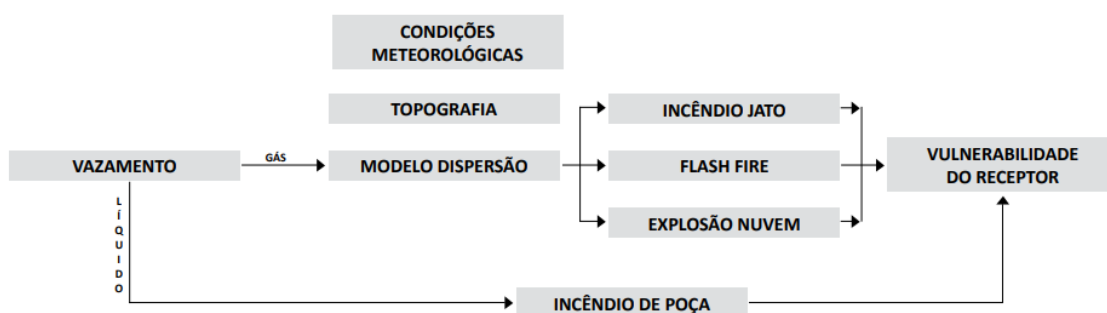 CONDIÇÕES
METEOROLÓGICAS
TOPOGRAFIA
INCÊNDIO JATO
VAZAMENTO
GÁS
MODELO DISPERSÃO
FLASH FIRE
VULNERABILIDADE
DO RECEPTOR
EXPLOSÃO NUVEM
LÍQUIDO
INCÊNDIO DE POÇA